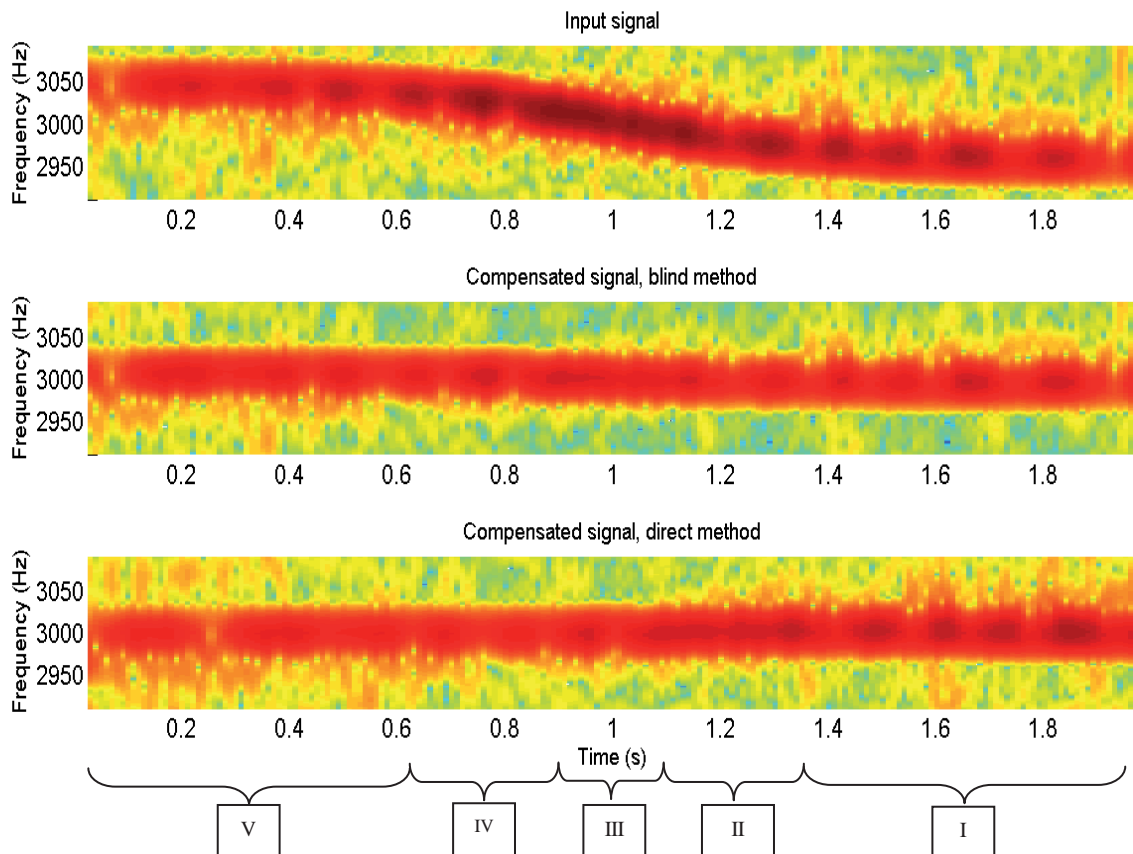 Input signal
Frequency (Hz)
3050
3000
2950
0.2 0.4 0.6 0.8 1 1.2 1.4 1.6 1.8
Compensated signal, blind method
Frequency (Hz)
3050
3000
2950
0.2 0.4 0.6 0.8 1 1.2 1.4 1.6 1.8
Compensated signal, direct method
Frequency (Hz)
3050
3000
2950
0.2 0.4 0.6 0.8 1 1.2 1.4 1.6 1.8
Time (s)
V IV III II I